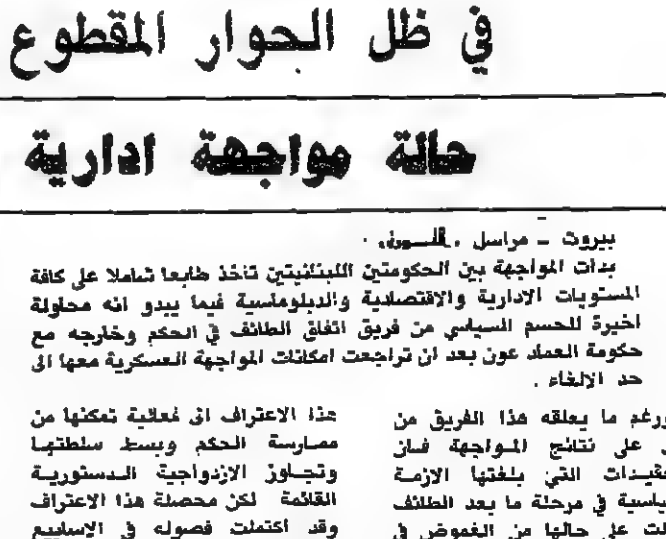 في ظل الحوار المقطوع
حالة مواجهة ادارية
بيروت ـ مراسل
بدأت المواجهة بين الحكومتين اللبنانيتين تاخذ طابعا شاملا على كافة
المستويات الادارية والاقتصادية والدبلوماسية فيما يبدو انه محاولة
اخيرة للحسم السياسي من فريق اتفاق الطائف في الحكم وخارجه مع
حكومة العماد عون بعد ان تراجعت امكانات المواجهة العسكرية معها الى
حد الالغاء .
ورغم ما يعلقه هذا الفريق من
على نتائج المواجهة فان
التي بلغتها الازمة
في مرحلة ما بعد الطائف
على حالها من الغموض في
هذا الاعتراف الى فعالية تمكنها من
ممارسة الحكم وبسط سلطتها
وتجاوز الازدواجية الدستورية
القائمة لكن محصلة هذا الاعتراف
وقد اكتملت فصوله في الاسابيع